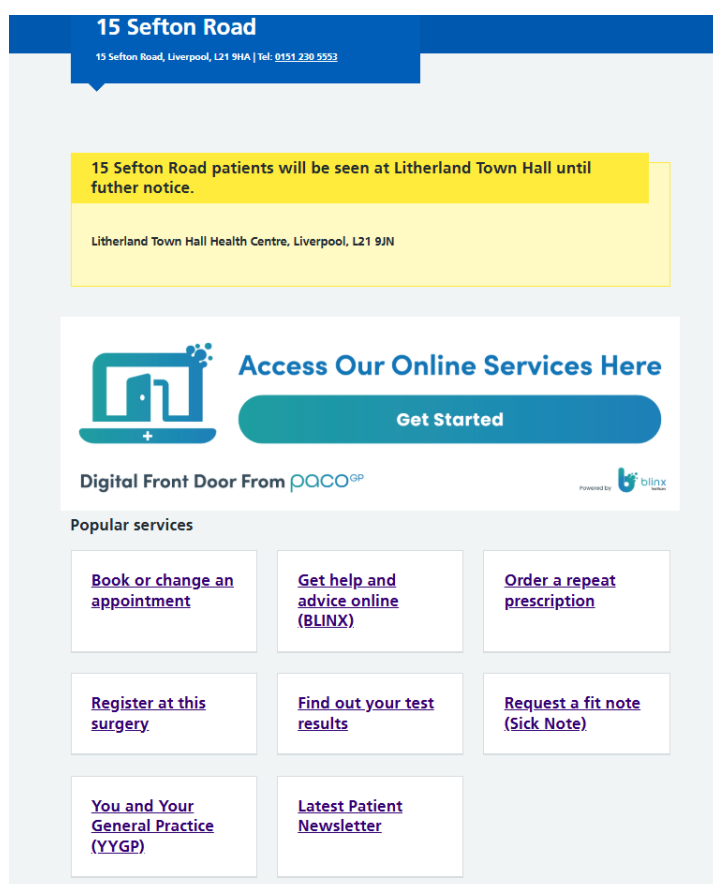 15 Sefton Road
15 Sefton Road, Liverpool, L21 9HA | Tel: 0151 230 5553
15 Sefton Road patients will be seen at Litherland Town Hall until
futher notice.
Litherland Town Hall Health Centre, Liverpool, L21 9JN
Access Our Online Services Here
Get Started
Digital Front Door From pacoGP
Powered by blinx
Popular services
Book or change an
appointment
Get help and
advice online
(BLINX)
Order a repeat
prescription
Register at this
surgery
Find out your test
results
Request a fit note
(Sick Note)
You and Your
General Practice
(YYGP)
Latest Patient
Newsletter